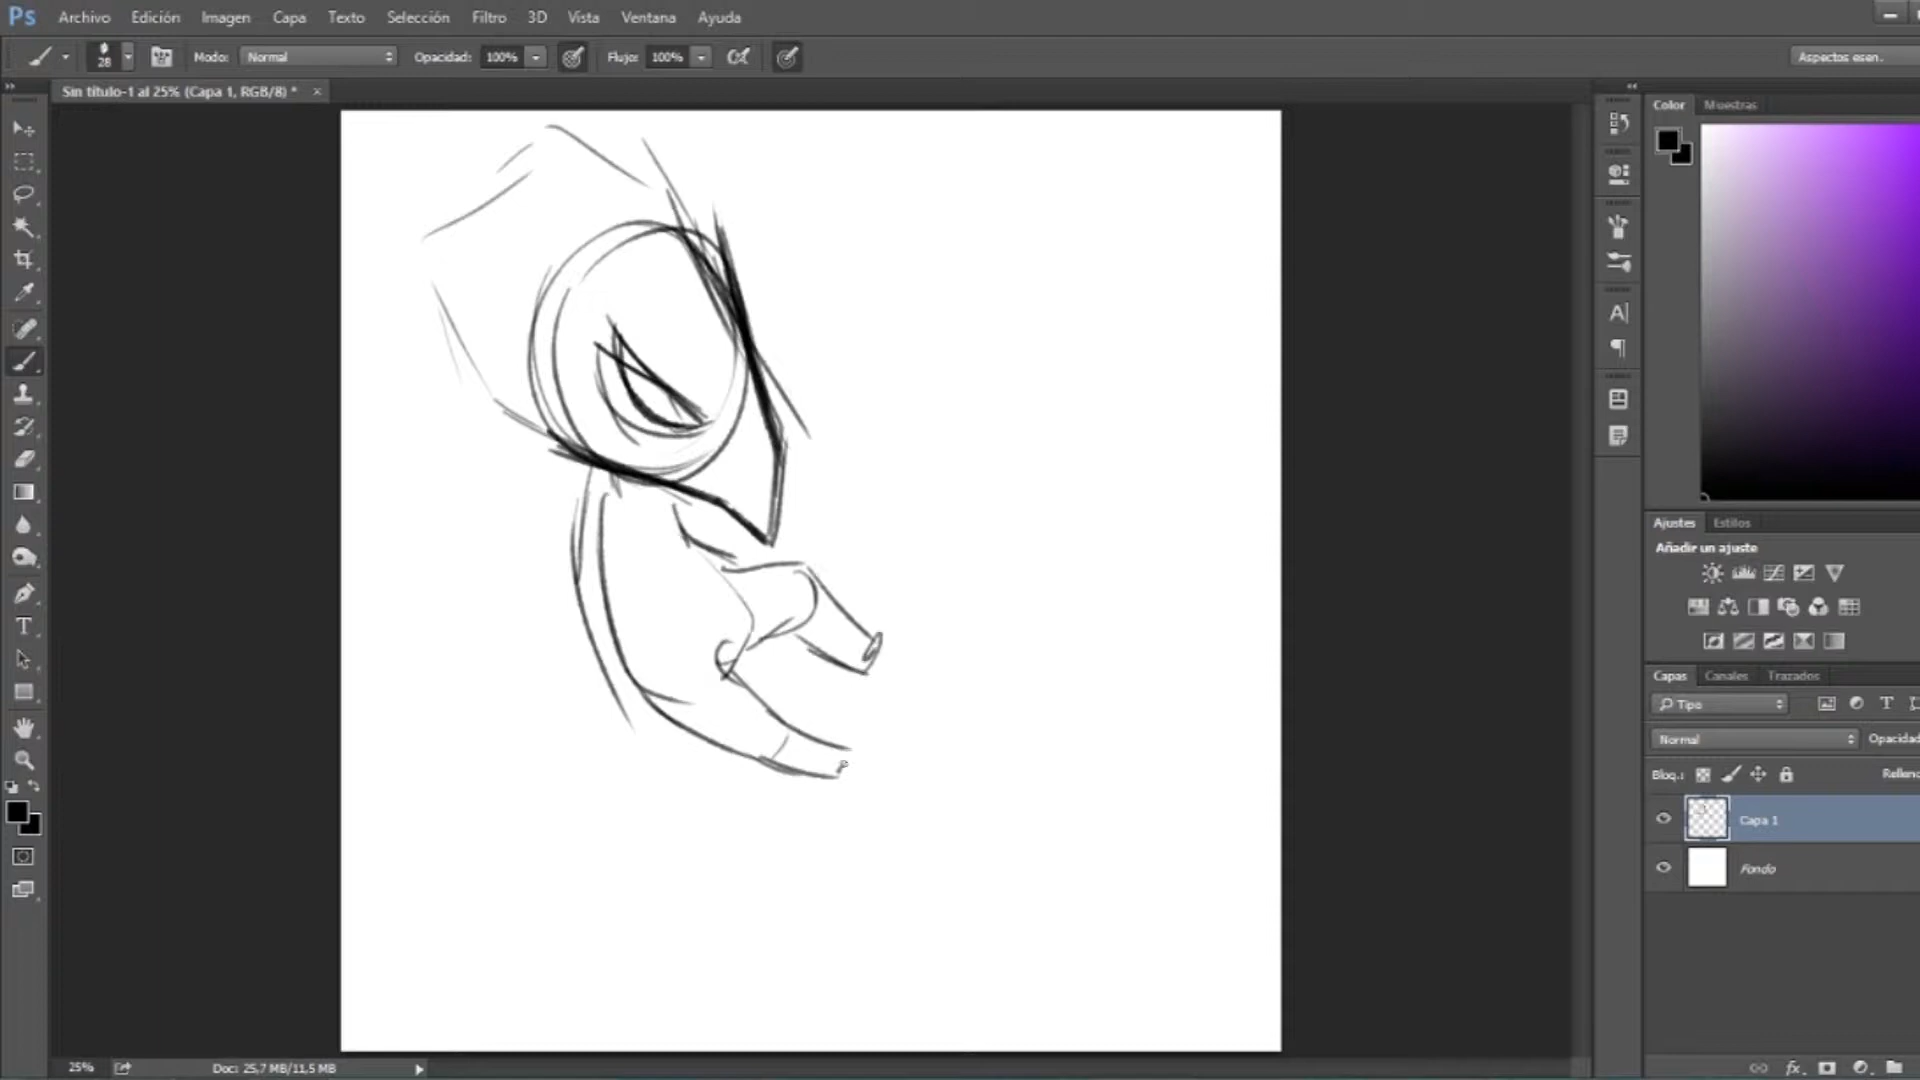 Ps Archivo Edición Imagen Capa Texto Selección Filtro 3D Vista Ventana Ayuda
28 Modo: Normal Opacidad: 100% Flujo: 100% Aspectos esen.
Sin título-1 al 25% (Capa 1, RGB/8) * ×
Color Muestras
Ajustes Estilos
Añadir un ajuste
Capas Canales Trazados
Tipo
Normal Opacidad
Bloq.: Relleno
Capa 1
Fondo
25% Doc: 25,7 MB/11,5 MB